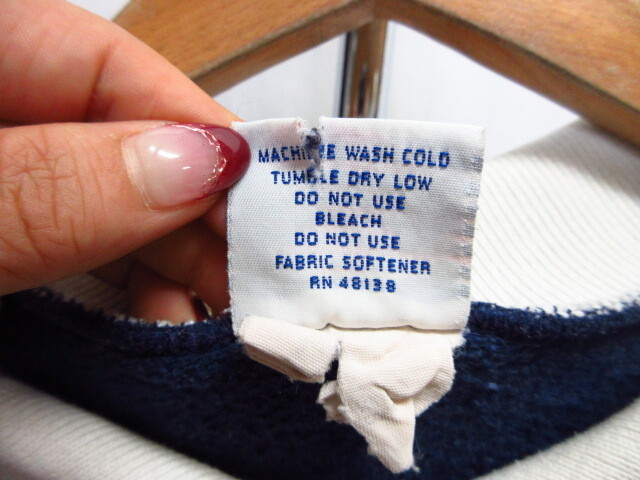 MACHINE WASH COLD
TUMBLE DRY LOW
DO NOT USE
BLEACH
DO NOT USE
FABRIC SOFTENER
RN 48138